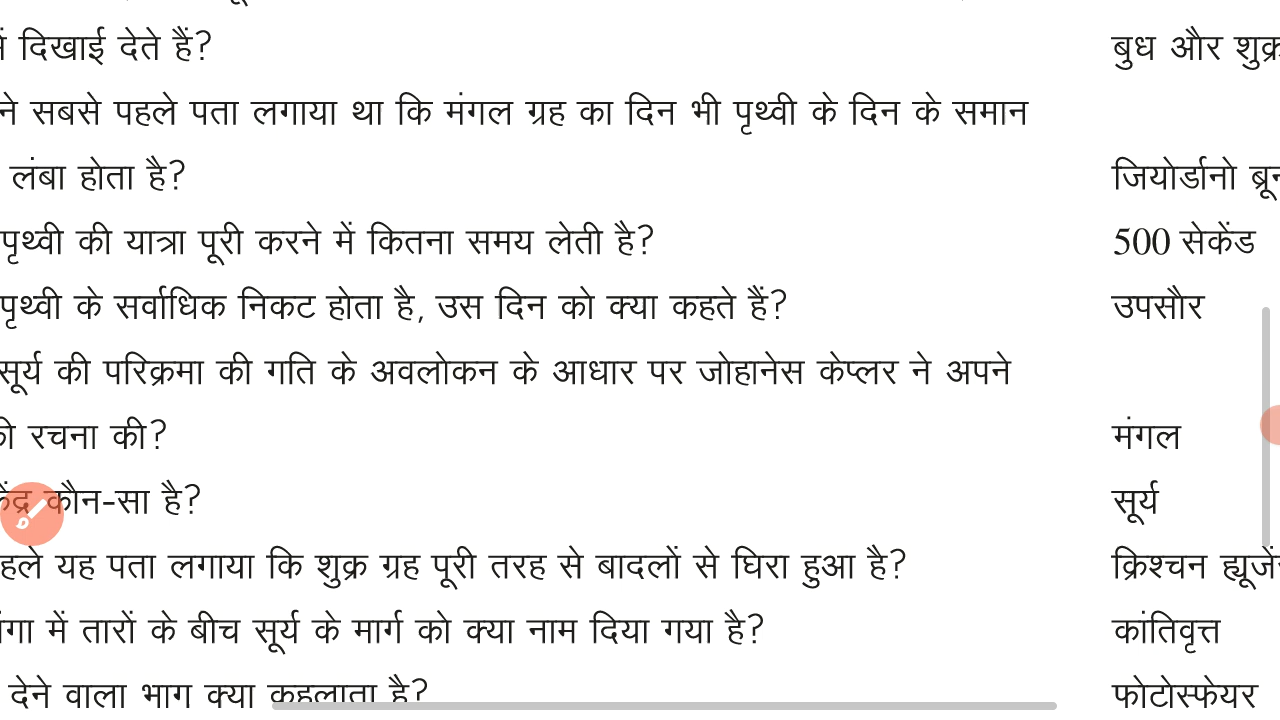 में दिखाई देते हैं? बुध और शुक्र
ने सबसे पहले पता लगाया था कि मंगल ग्रह का दिन भी पृथ्वी के दिन के समान
लंबा होता है? जियोर्डानो
पृथ्वी की यात्रा पूरी करने में कितना समय लेती है? 500 सेकेंड
पृथ्वी के सर्वाधिक निकट होता है, उस दिन को क्या कहते हैं? उपसौर
सूर्य की परिक्रमा की गति के अवलोकन के आधार पर जोहानेस केप्लर ने अपने
रचना की? मंगल
केंद्र कौन-सा है? सूर्य
यह पता लगाया कि शुक्र ग्रह पूरी तरह से बादलों से घिरा हुआ है? क्रिश्चन
में तारों के बीच सूर्य के मार्ग को क्या नाम दिया गया है? कांतिवृत्त
देने वाला भाग क्या कहलाता है? फोटोस्फेयर